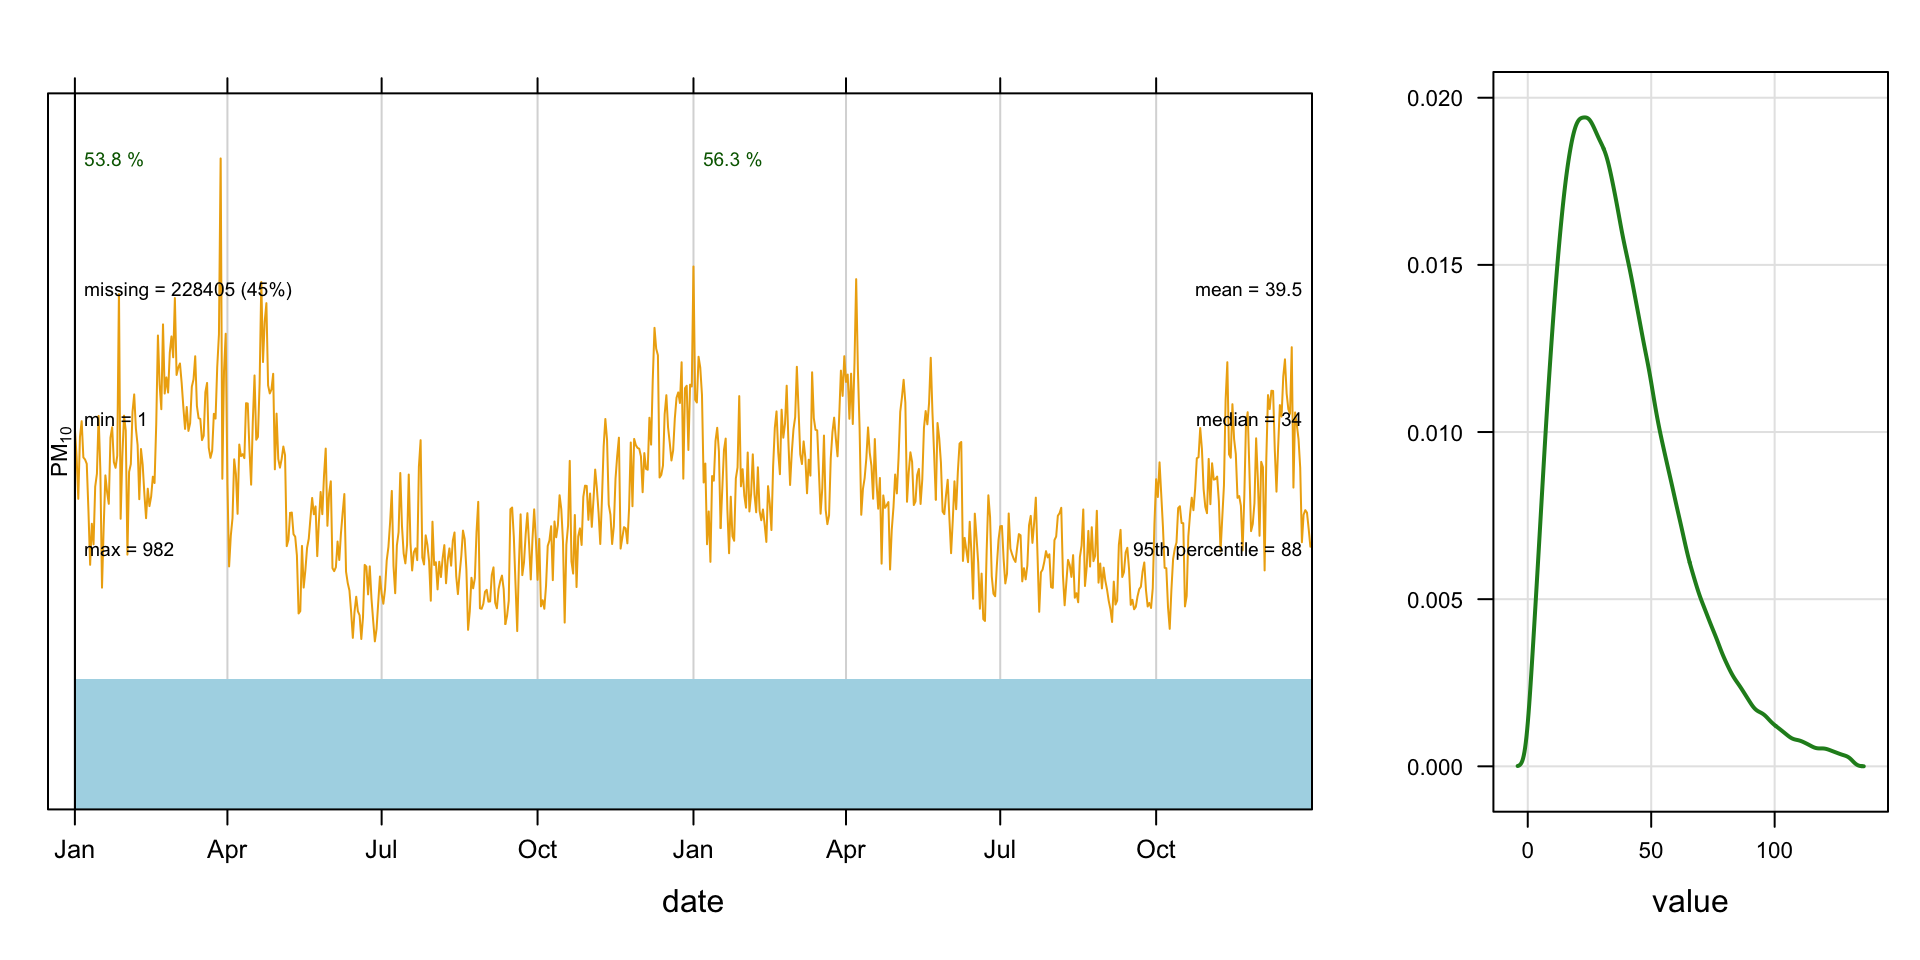 53.8 %
56.3 %
missing = 228405 (45%)
mean = 39.5
min = 1
median = 34
PM10
max = 982
95th percentile = 88
Jan
Apr
Jul
Oct
Jan
Apr
Jul
Oct
date
0.020
0.015
0.010
0.005
0.000
0
50
100
value